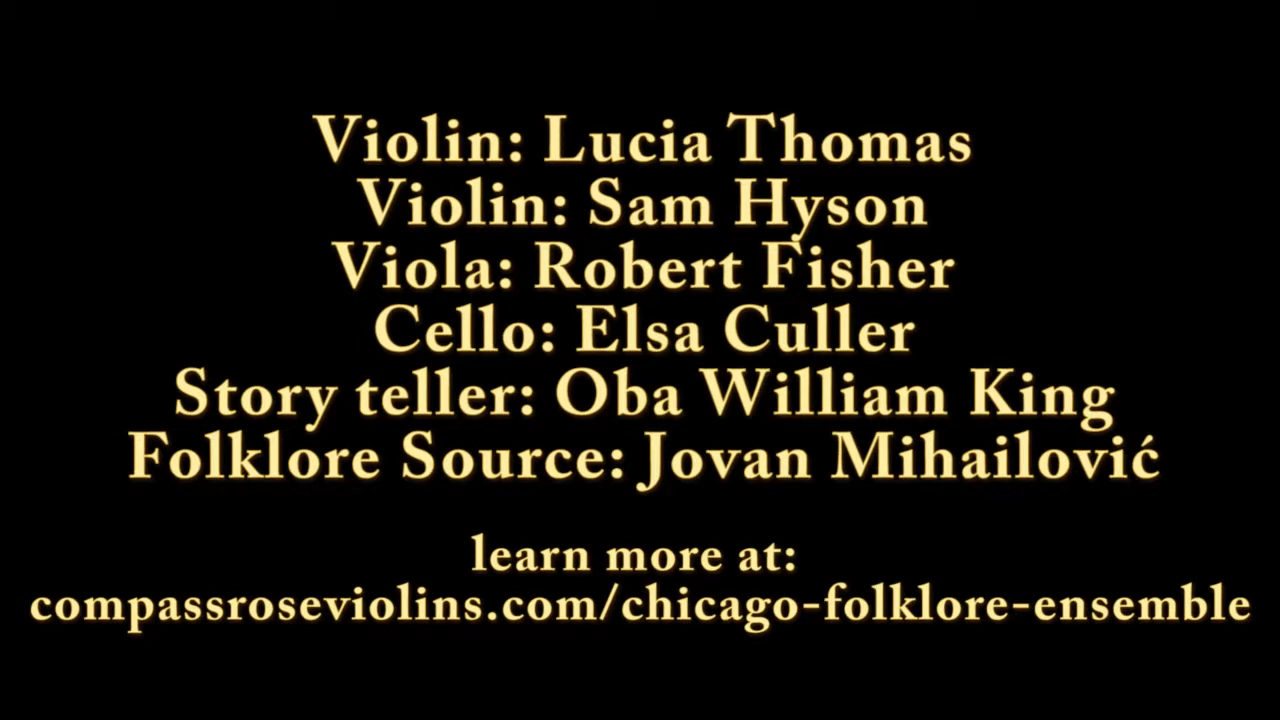 Violin: Lucia Thomas
Violin: Sam Hyson
Viola: Robert Fisher
Cello: Elsa Culler
Story teller: Oba William King
Folklore Source: Jovan Mihailović
learn more at:
compassroseviolins.com/chicago-folklore-ensemble